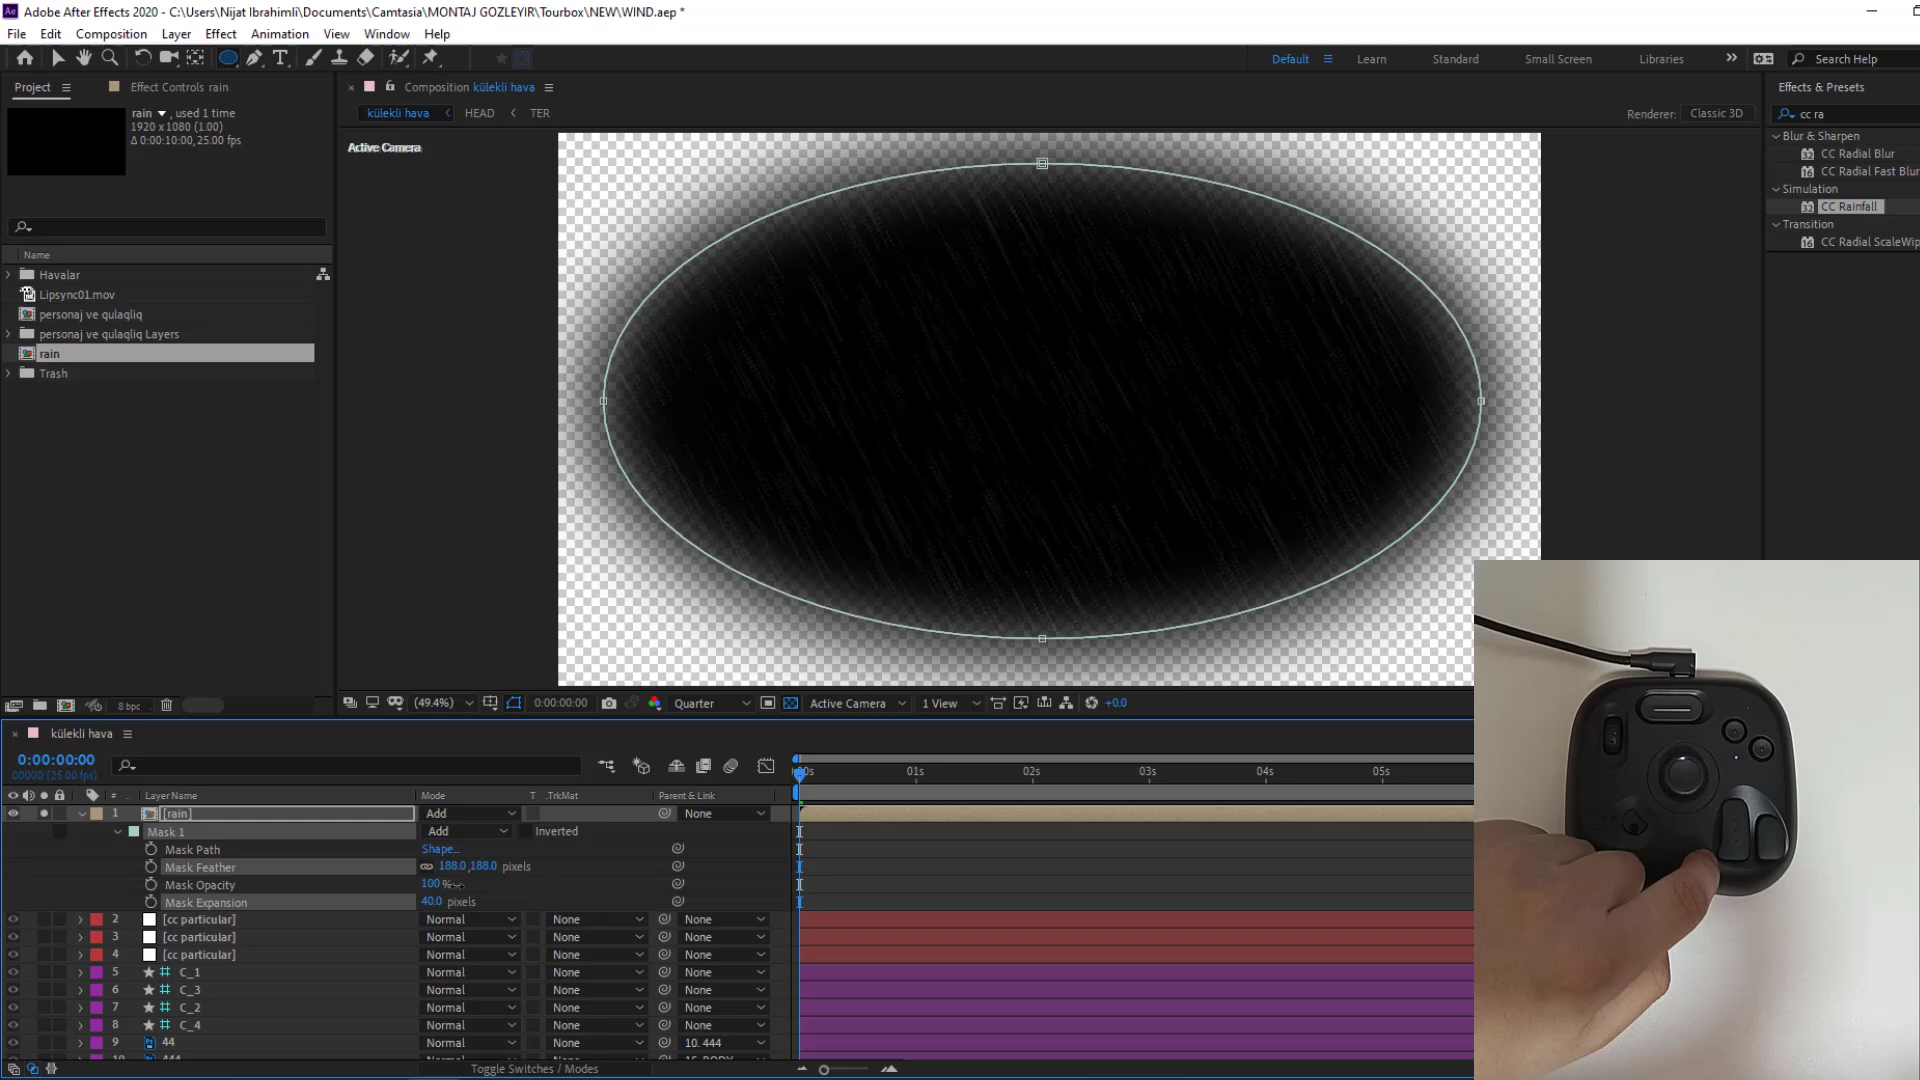 Adobe After Effects 2020 - C:\Users\Nijat Ibrahimli\Documents\Camtasia\MONTAJ GOZLEYIR\Tourbox\NEW\WIND.aep *
File Edit Composition Layer Effect Animation View Window Help
Default Learn Standard Small Screen Libraries Search Help
Project Effect Controls rain
Composition külekli hava
Effects & Presets
rain , used 1 time
1920 x 1080 (1.00)
Δ 0:00:10:00, 25.00 fps
külekli hava HEAD TER
Renderer: Classic 3D
cc ra
Active Camera
Blur & Sharpen
CC Radial Blur
CC Radial Fast Blur
Simulation
CC Rainfall
Transition
CC Radial ScaleWip
Name
Havalar
Lipsync01.mov
personaj ve qulaqliq
personaj ve qulaqliq Layers
rain
Trash
8 bpc
(49.4%) 0:00:00:00 Quarter Active Camera 1 View +0.0
külekli hava
0:00:00:00
00000 (25.00 fps)
00s 01s 02s 03s 04s 05s
# Layer Name Mode T .TrkMat Parent & Link
1 [rain] Add None
Mask 1 Add Inverted
Mask Path Shape...
Mask Feather 188.0,188.0 pixels
Mask Opacity 100 %
Mask Expansion 40.0 pixels
2 [cc particular] Normal None None
3 [cc particular] Normal None None
4 [cc particular] Normal None None
5 C_1 Normal None None
6 C_3 Normal None None
7 C_2 Normal None None
8 C_4 Normal None None
9 44 Normal None 10. 444
Toggle Switches / Modes